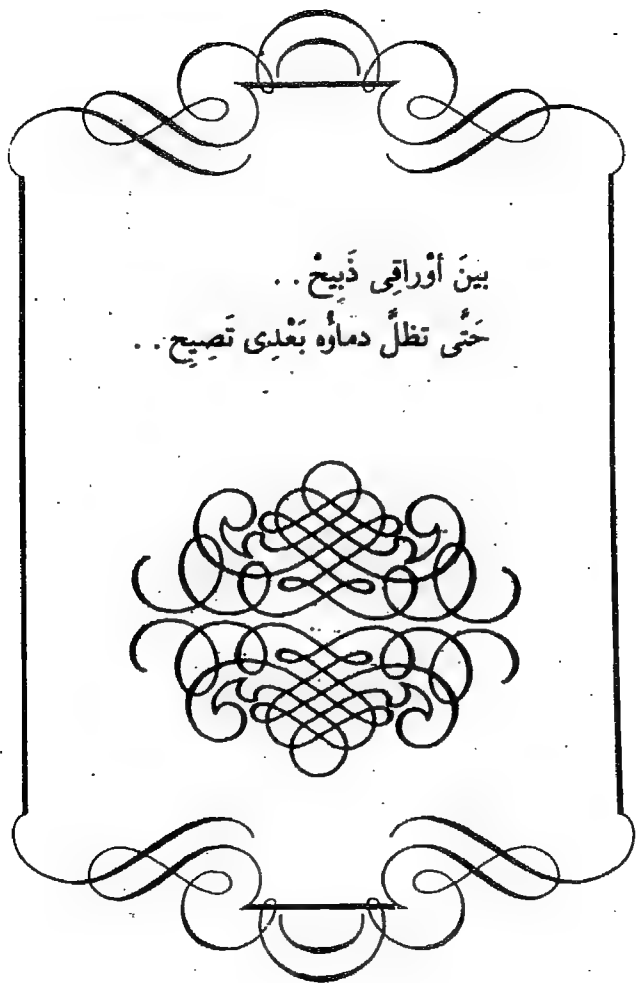 بينَ أوْراقِى ذَبِيحْ . .
حَتَّى تظلَّ دماؤُه بَعْدِى تَصِيح . .